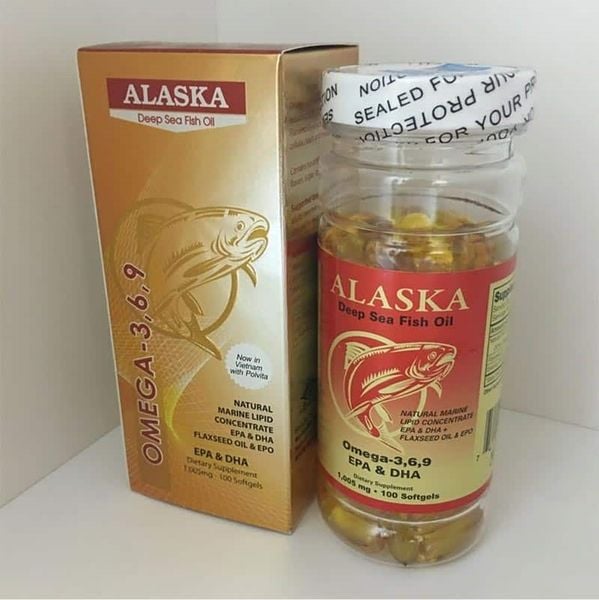 ALASKA
Deep Sea Fish Oil
OMEGA-3,6,9
Now in
Vietnam
with Polvita
NATURAL
MARINE LIPID
CONCENTRATE
EPA & DHA
FLAXSEED OIL & EPO
EPA & DHA
Dietary Supplement
1,005mg · 100 Softgels
SEALED FOR YOUR PROTECTION
ALASKA
Deep Sea Fish Oil
NATURAL MARINE
LIPID CONCENTRATE
EPA & DHA +
FLAXSEED OIL & EPO
Omega-3,6,9
EPA & DHA
Dietary Supplement
1,005 mg • 100 Softgels